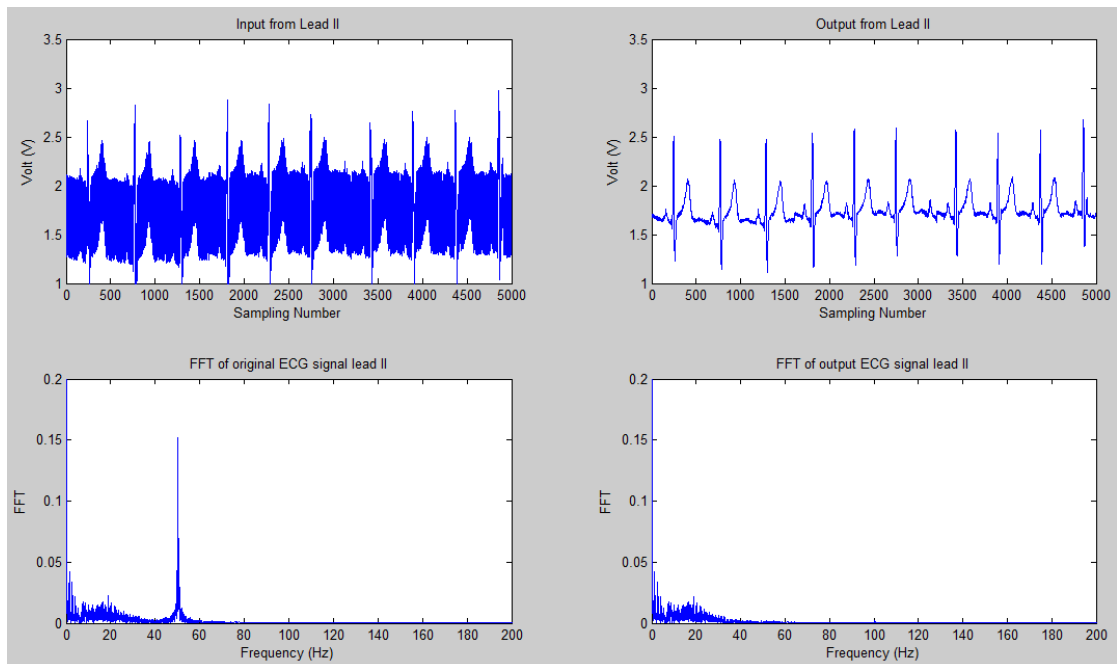 Input from Lead II
3.5
3
2.5
2
1.5
1
Volt (V)
0 500 1000 1500 2000 2500 3000 3500 4000 4500 5000
Sampling Number
Output from Lead II
3.5
3
2.5
2
1.5
1
Volt (V)
0 500 1000 1500 2000 2500 3000 3500 4000 4500 5000
Sampling Number
FFT of original ECG signal lead II
0.2
0.15
0.1
0.05
0
FFT
0 20 40 60 80 100 120 140 160 180 200
Frequency (Hz)
FFT of output ECG signal lead II
0.2
0.15
0.1
0.05
0
FFT
0 20 40 60 80 100 120 140 160 180 200
Frequency (Hz)